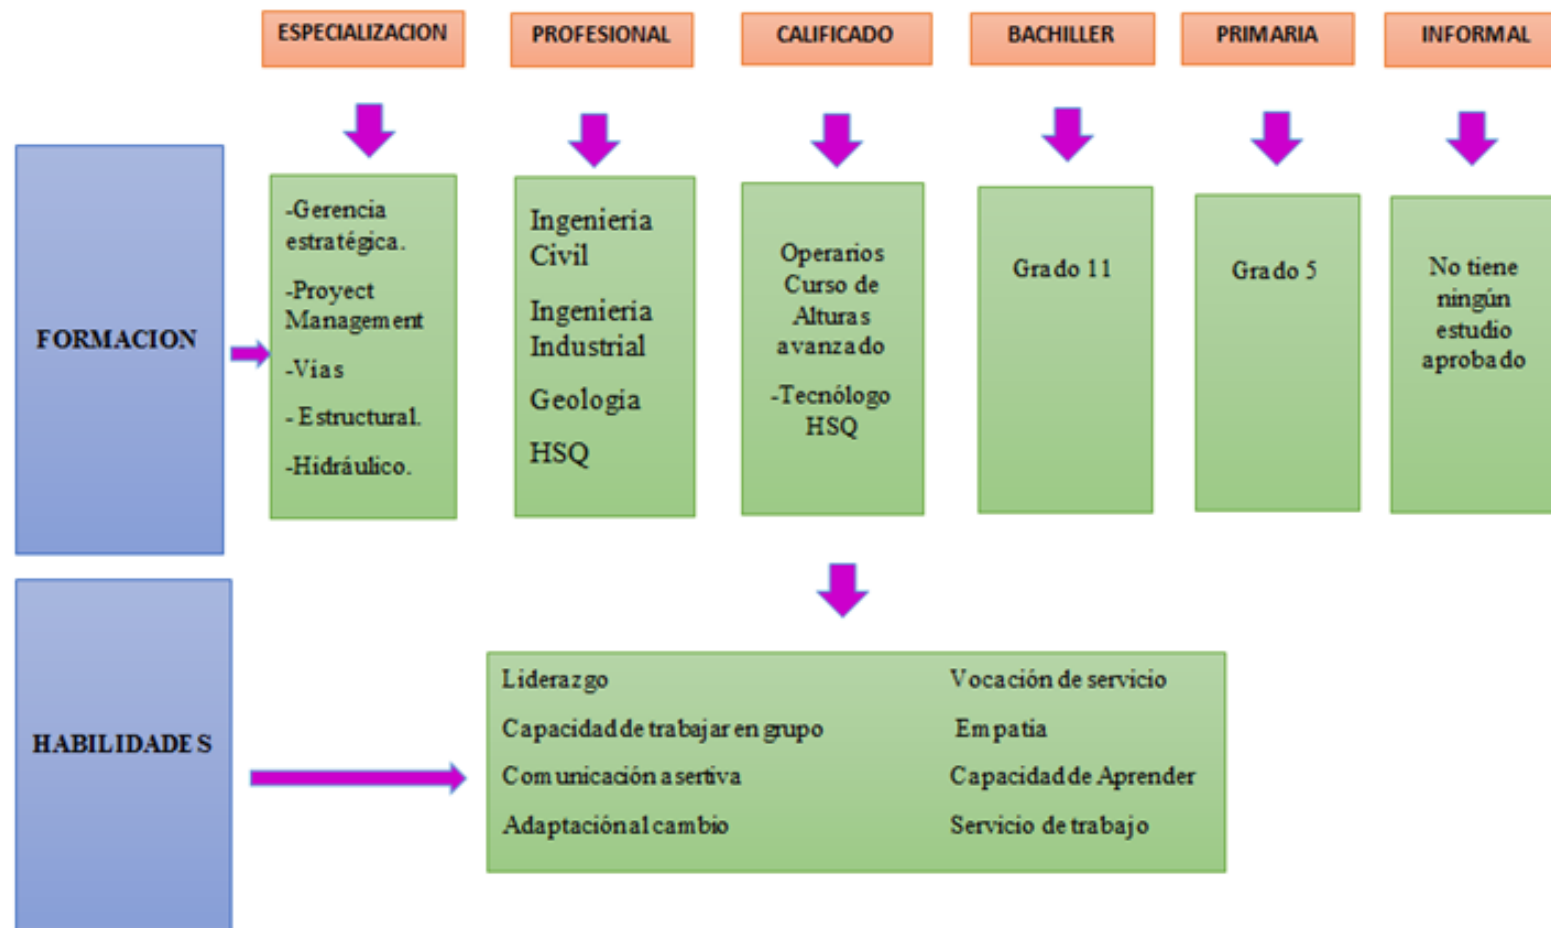 ESPECIALIZACION
PROFESIONAL
CALIFICADO
BACHILLER
PRIMARIA
INFORMAL
FORMACION
-Gerencia
estratégica.
-Proyect
Management
-Vias
- Estructural.
-Hidráulico.
Ingenieria
Civil
Ingenieria
Industrial
Geologia
HSQ
Operarios
Curso de
Alturas
avanzado
-Tecnólogo
HSQ
Grado 11
Grado 5
No tiene
ningún
estudio
aprobado
HABILIDADES
Liderazgo
Capacidad de trabajar en grupo
Comunicación asertiva
Adaptación al cambio
Vocación de servicio
Empatia
Capacidad de Aprender
Servicio de trabajo